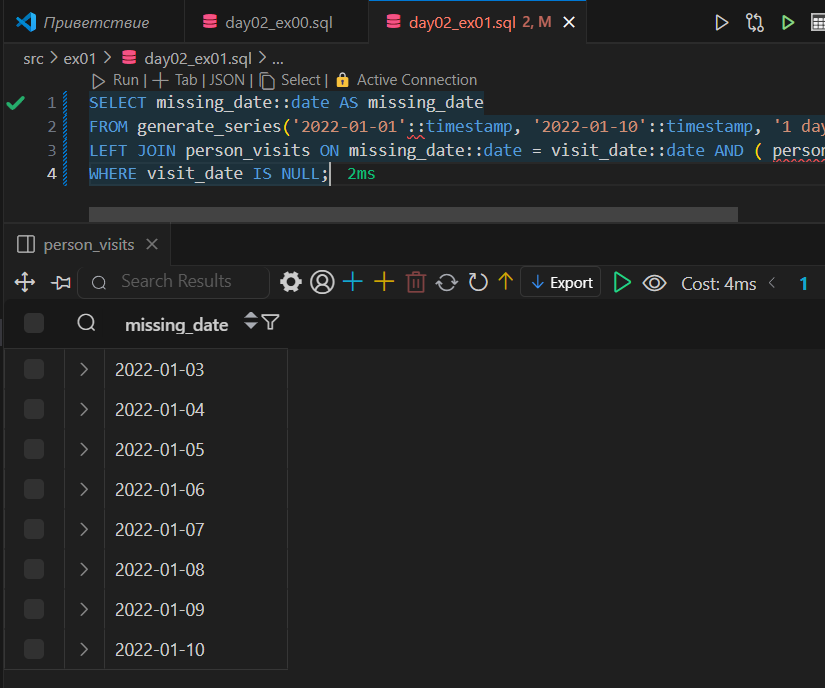 Приветствие day02_ex00.sql day02_ex01.sql 2, M
src > ex01 > day02_ex01.sql > ...
Run | Tab | JSON | Select | Active Connection
1 SELECT missing_date::date AS missing_date
2 FROM generate_series('2022-01-01'::timestamp, '2022-01-10'::timestamp, '1 day
3 LEFT JOIN person_visits ON missing_date::date = visit_date::date AND ( person
4 WHERE visit_date IS NULL; 2ms
person_visits
Search Results Export Cost: 4ms < 1
missing_date
2022-01-03
2022-01-04
2022-01-05
2022-01-06
2022-01-07
2022-01-08
2022-01-09
2022-01-10